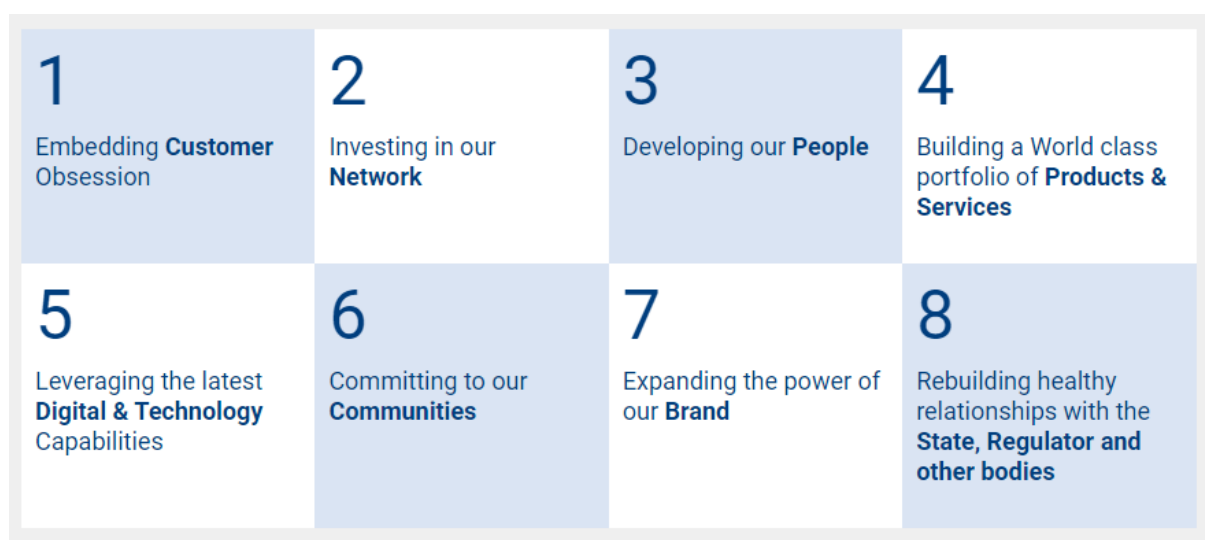 1
Embedding Customer
Obsession
2
Investing in our
Network
3
Developing our People
4
Building a World class
portfolio of Products &
Services
5
Leveraging the latest
Digital & Technology
Capabilities
6
Committing to our
Communities
7
Expanding the power of
our Brand
8
Rebuilding healthy
relationships with the
State, Regulator and
other bodies